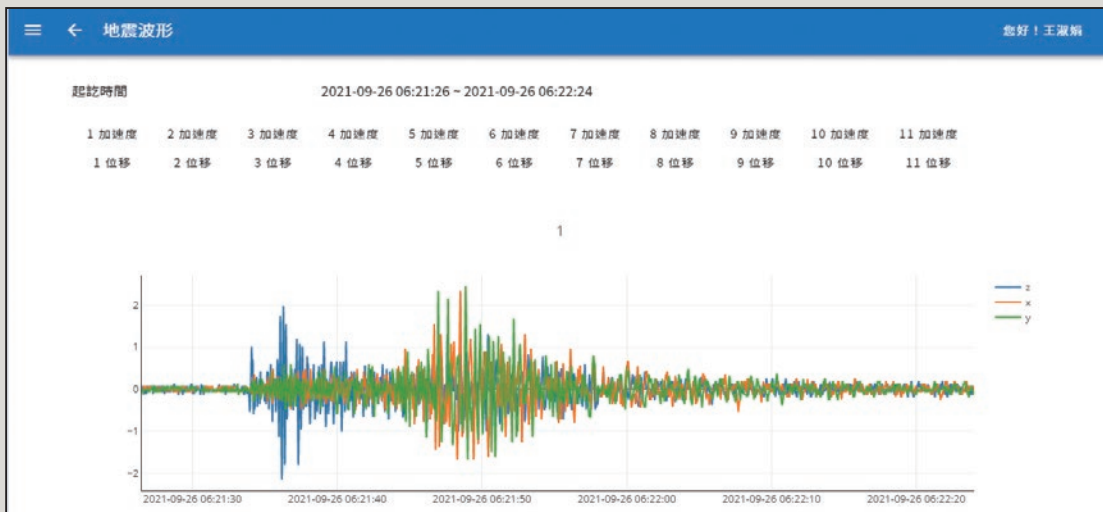 地震波形
您好！王淑娟
起訖時間 2021-09-26 06:21:26 ~ 2021-09-26 06:22:24
1 加速度 2 加速度 3 加速度 4 加速度 5 加速度 6 加速度 7 加速度 8 加速度 9 加速度 10 加速度 11 加速度
1 位移 2 位移 3 位移 4 位移 5 位移 6 位移 7 位移 8 位移 9 位移 10 位移 11 位移
1
z
x
y
2
1
0
−1
−2
2021-09-26 06:21:30 2021-09-26 06:21:40 2021-09-26 06:21:50 2021-09-26 06:22:00 2021-09-26 06:22:10 2021-09-26 06:22:20